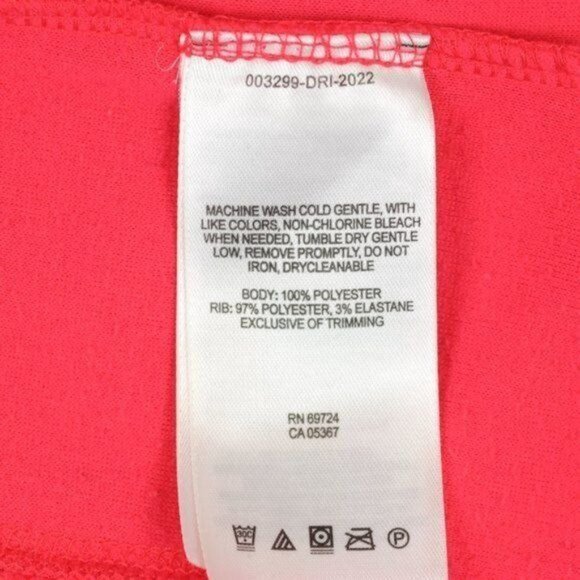 003299-DRI-2022
MACHINE WASH COLD GENTLE, WITH
LIKE COLORS, NON-CHLORINE BLEACH
WHEN NEEDED, TUMBLE DRY GENTLE
LOW, REMOVE PROMPTLY, DO NOT
IRON, DRYCLEANABLE
BODY: 100% POLYESTER
RIB: 97% POLYESTER, 3% ELASTANE
EXCLUSIVE OF TRIMMING
RN 69724
CA 05367
30C P